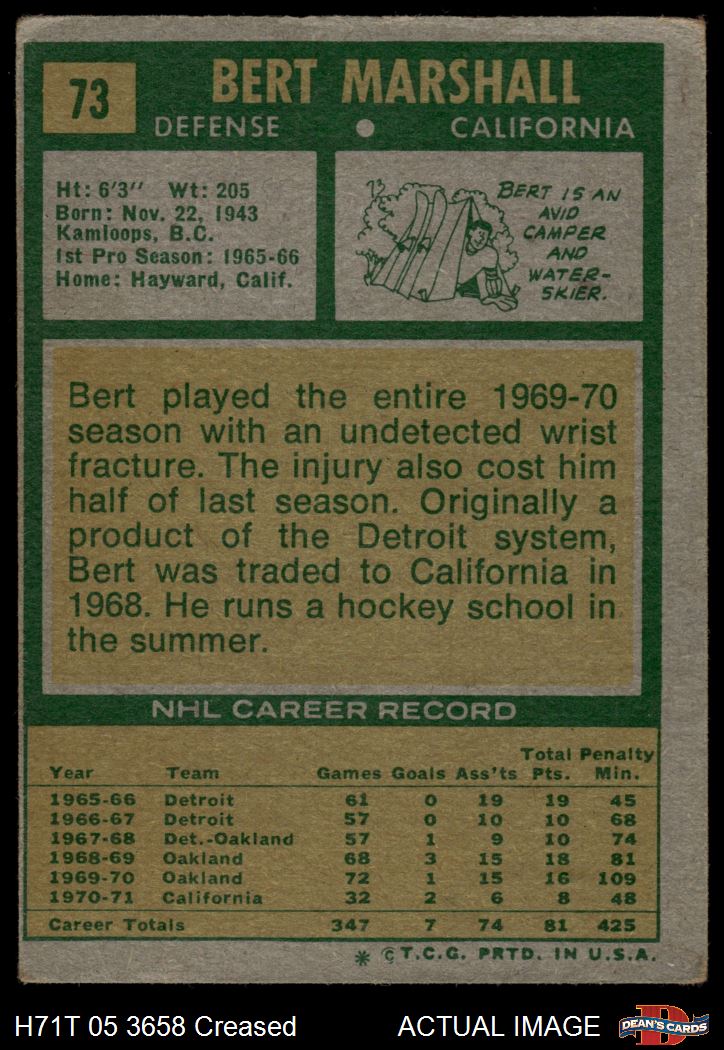 73
BERT MARSHALL
DEFENSE • CALIFORNIA
Ht: 6'3" Wt: 205
Born: Nov. 22, 1943
Kamloops, B.C.
1st Pro Season: 1965-66
Home: Hayward, Calif.
BERT IS AN
AVID
CAMPER
AND
WATER-
SKIER.
Bert played the entire 1969-70
season with an undetected wrist
fracture. The injury also cost him
half of last season. Originally a
product of the Detroit system,
Bert was traded to California in
1968. He runs a hockey school in
the summer.
NHL CAREER RECORD
Total Penalty
Year Team Games Goals Ass'ts Pts. Min.
1965-66 Detroit 61 0 19 19 45
1966-67 Detroit 57 0 10 10 68
1967-68 Det.-Oakland 57 1 9 10 74
1968-69 Oakland 68 3 15 18 81
1969-70 Oakland 72 1 15 16 109
1970-71 California 32 2 6 8 48
Career Totals 347 7 74 81 425
* © T.C.G. PRTD. IN U.S.A.
H71T 05 3658 Creased ACTUAL IMAGE
D
DEAN'S CARDS